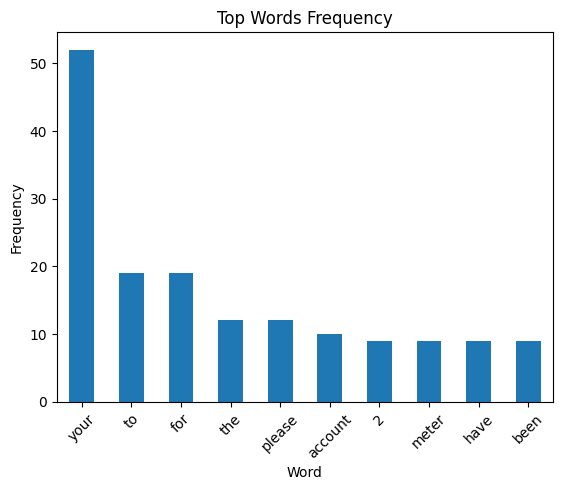 Top Words Frequency
Frequency
50
40
30
20
10
0
your
to
for
the
please
account
2
meter
have
been
Word